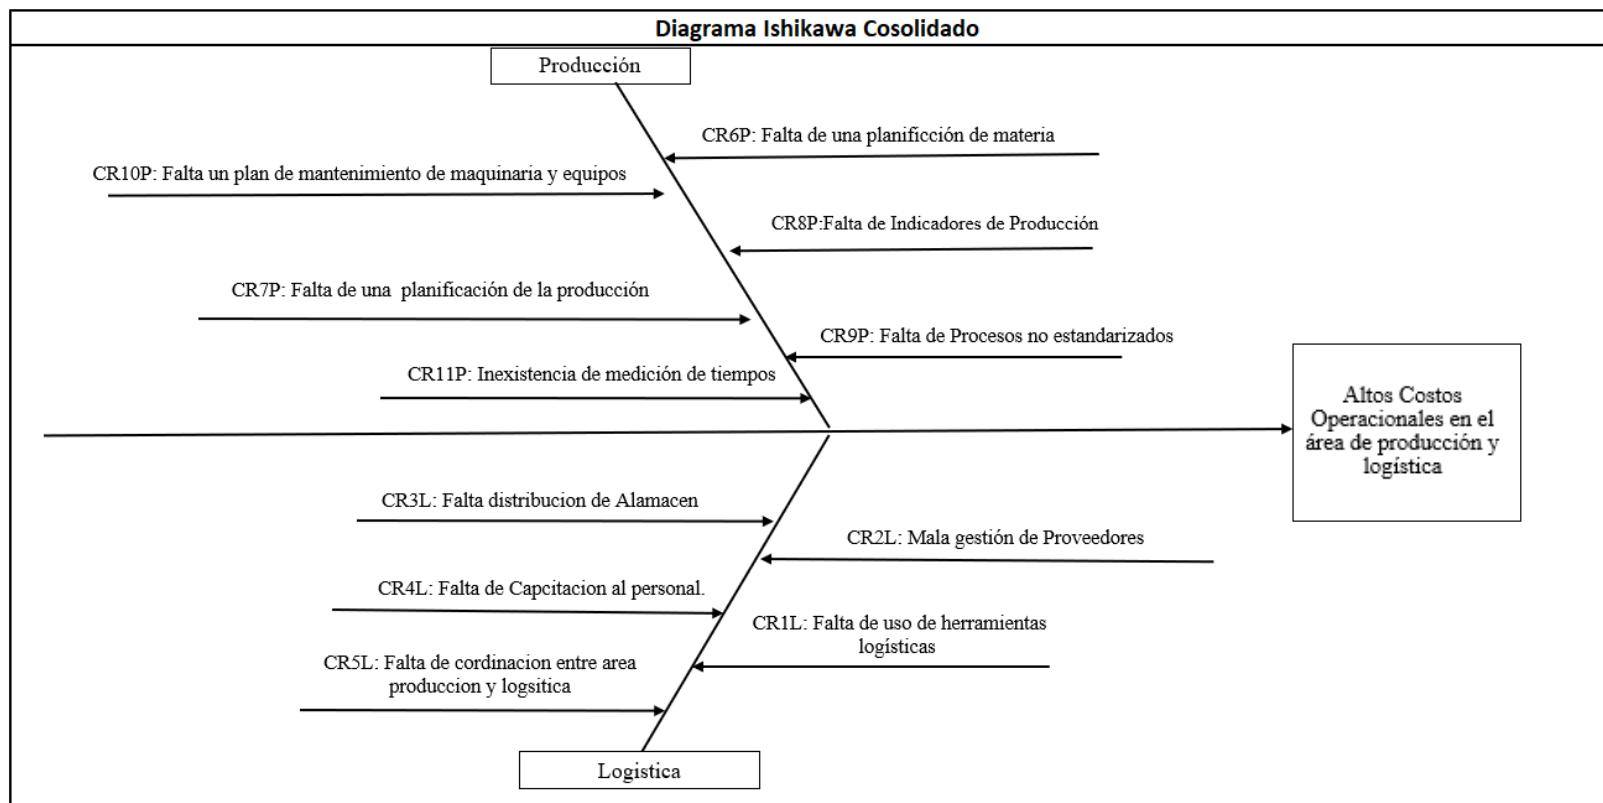 Diagrama Ishikawa Cosolidado
Producción
CR6P: Falta de una planificción de materia
CR10P: Falta un plan de mantenimiento de maquinaria y equipos
CR8P:Falta de Indicadores de Producción
CR7P: Falta de una planificación de la producción
CR9P: Falta de Procesos no estandarizados
CR11P: Inexistencia de medición de tiempos
Altos Costos
Operacionales en el
área de producción y
logística
CR3L: Falta distribucion de Alamacen
CR2L: Mala gestión de Proveedores
CR4L: Falta de Capcitacion al personal.
CR1L: Falta de uso de herramientas
logísticas
CR5L: Falta de cordinacion entre area
produccion y logsitica
Logistica